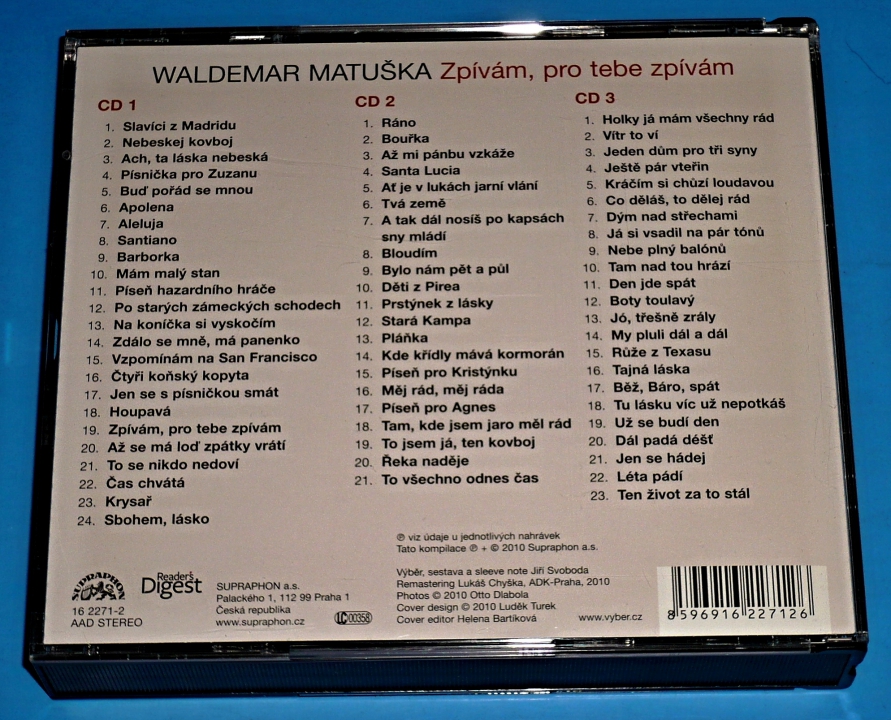 WALDEMAR MATUŠKA Zpívám, pro tebe zpívám
CD 1
1. Slavíci z Madridu
2. Nebeskej kovboj
3. Ach, ta láska nebeská
4. Písnička pro Zuzanu
5. Buď pořád se mnou
6. Apolena
7. Aleluja
8. Santiano
9. Barborka
10. Mám malý stan
11. Píseň hazardního hráče
12. Po starých zámeckých schodech
13. Na koníčka si vyskočím
14. Zdálo se mně, má panenko
15. Vzpomínám na San Francisco
16. Čtyři koňský kopyta
17. Jen se s písničkou smát
18. Houpavá
19. Zpívám, pro tebe zpívám
20. Až se má loď zpátky vrátí
21. To se nikdo nedoví
22. Čas chvátá
23. Krysař
24. Sbohem, lásko
CD 2
1. Ráno
2. Bouřka
3. Až mi pánbu vzkáže
4. Santa Lucia
5. Ať je v lukách jarní vlání
6. Tvá země
7. A tak dál nosíš po kapsách
sny mládí
8. Bloudím
9. Bylo nám pět a půl
10. Děti z Pirea
11. Prstýnek z lásky
12. Stará Kampa
13. Pláňka
14. Kde křídly mává kormorán
15. Píseň pro Kristýnku
16. Měj rád, měj ráda
17. Píseň pro Agnes
18. Tam, kde jsem jaro měl rád
19. To jsem já, ten kovboj
20. Řeka naděje
21. To všechno odnes čas
CD 3
1. Holky já mám všechny rád
2. Vítr to ví
3. Jeden dům pro tři syny
4. Ještě pár vteřin
5. Kráčím si chůzí loudavou
6. Co děláš, to dělej rád
7. Dým nad střechami
8. Já si vsadil na pár tónů
9. Nebe plný balónů
10. Tam nad tou hrází
11. Den jde spát
12. Boty toulavý
13. Jó, třešně zrály
14. My pluli dál a dál
15. Růže z Texasu
16. Tajná láska
17. Běž, Báro, spát
18. Tu lásku víc už nepotkáš
19. Už se budí den
20. Dál padá déšť
21. Jen se hádej
22. Léta pádí
23. Ten život za to stál
SUPRAPHON
16 2271-2
AAD STEREO
Reader's
Digest
SUPRAPHON a.s.
Palackého 1, 112 99 Praha 1
Česká republika
www.supraphon.cz
LC 00358
℗ viz údaje u jednotlivých nahrávek
Tato kompilace ℗ + © 2010 Supraphon a.s.
Výběr, sestava a sleeve note Jiří Svoboda
Remastering Lukáš Chyška, ADK-Praha, 2010
Photos © 2010 Otto Dlabola
Cover design © 2010 Luděk Turek
Cover editor Helena Bartíková
www.vyber.cz
8 596916 227126